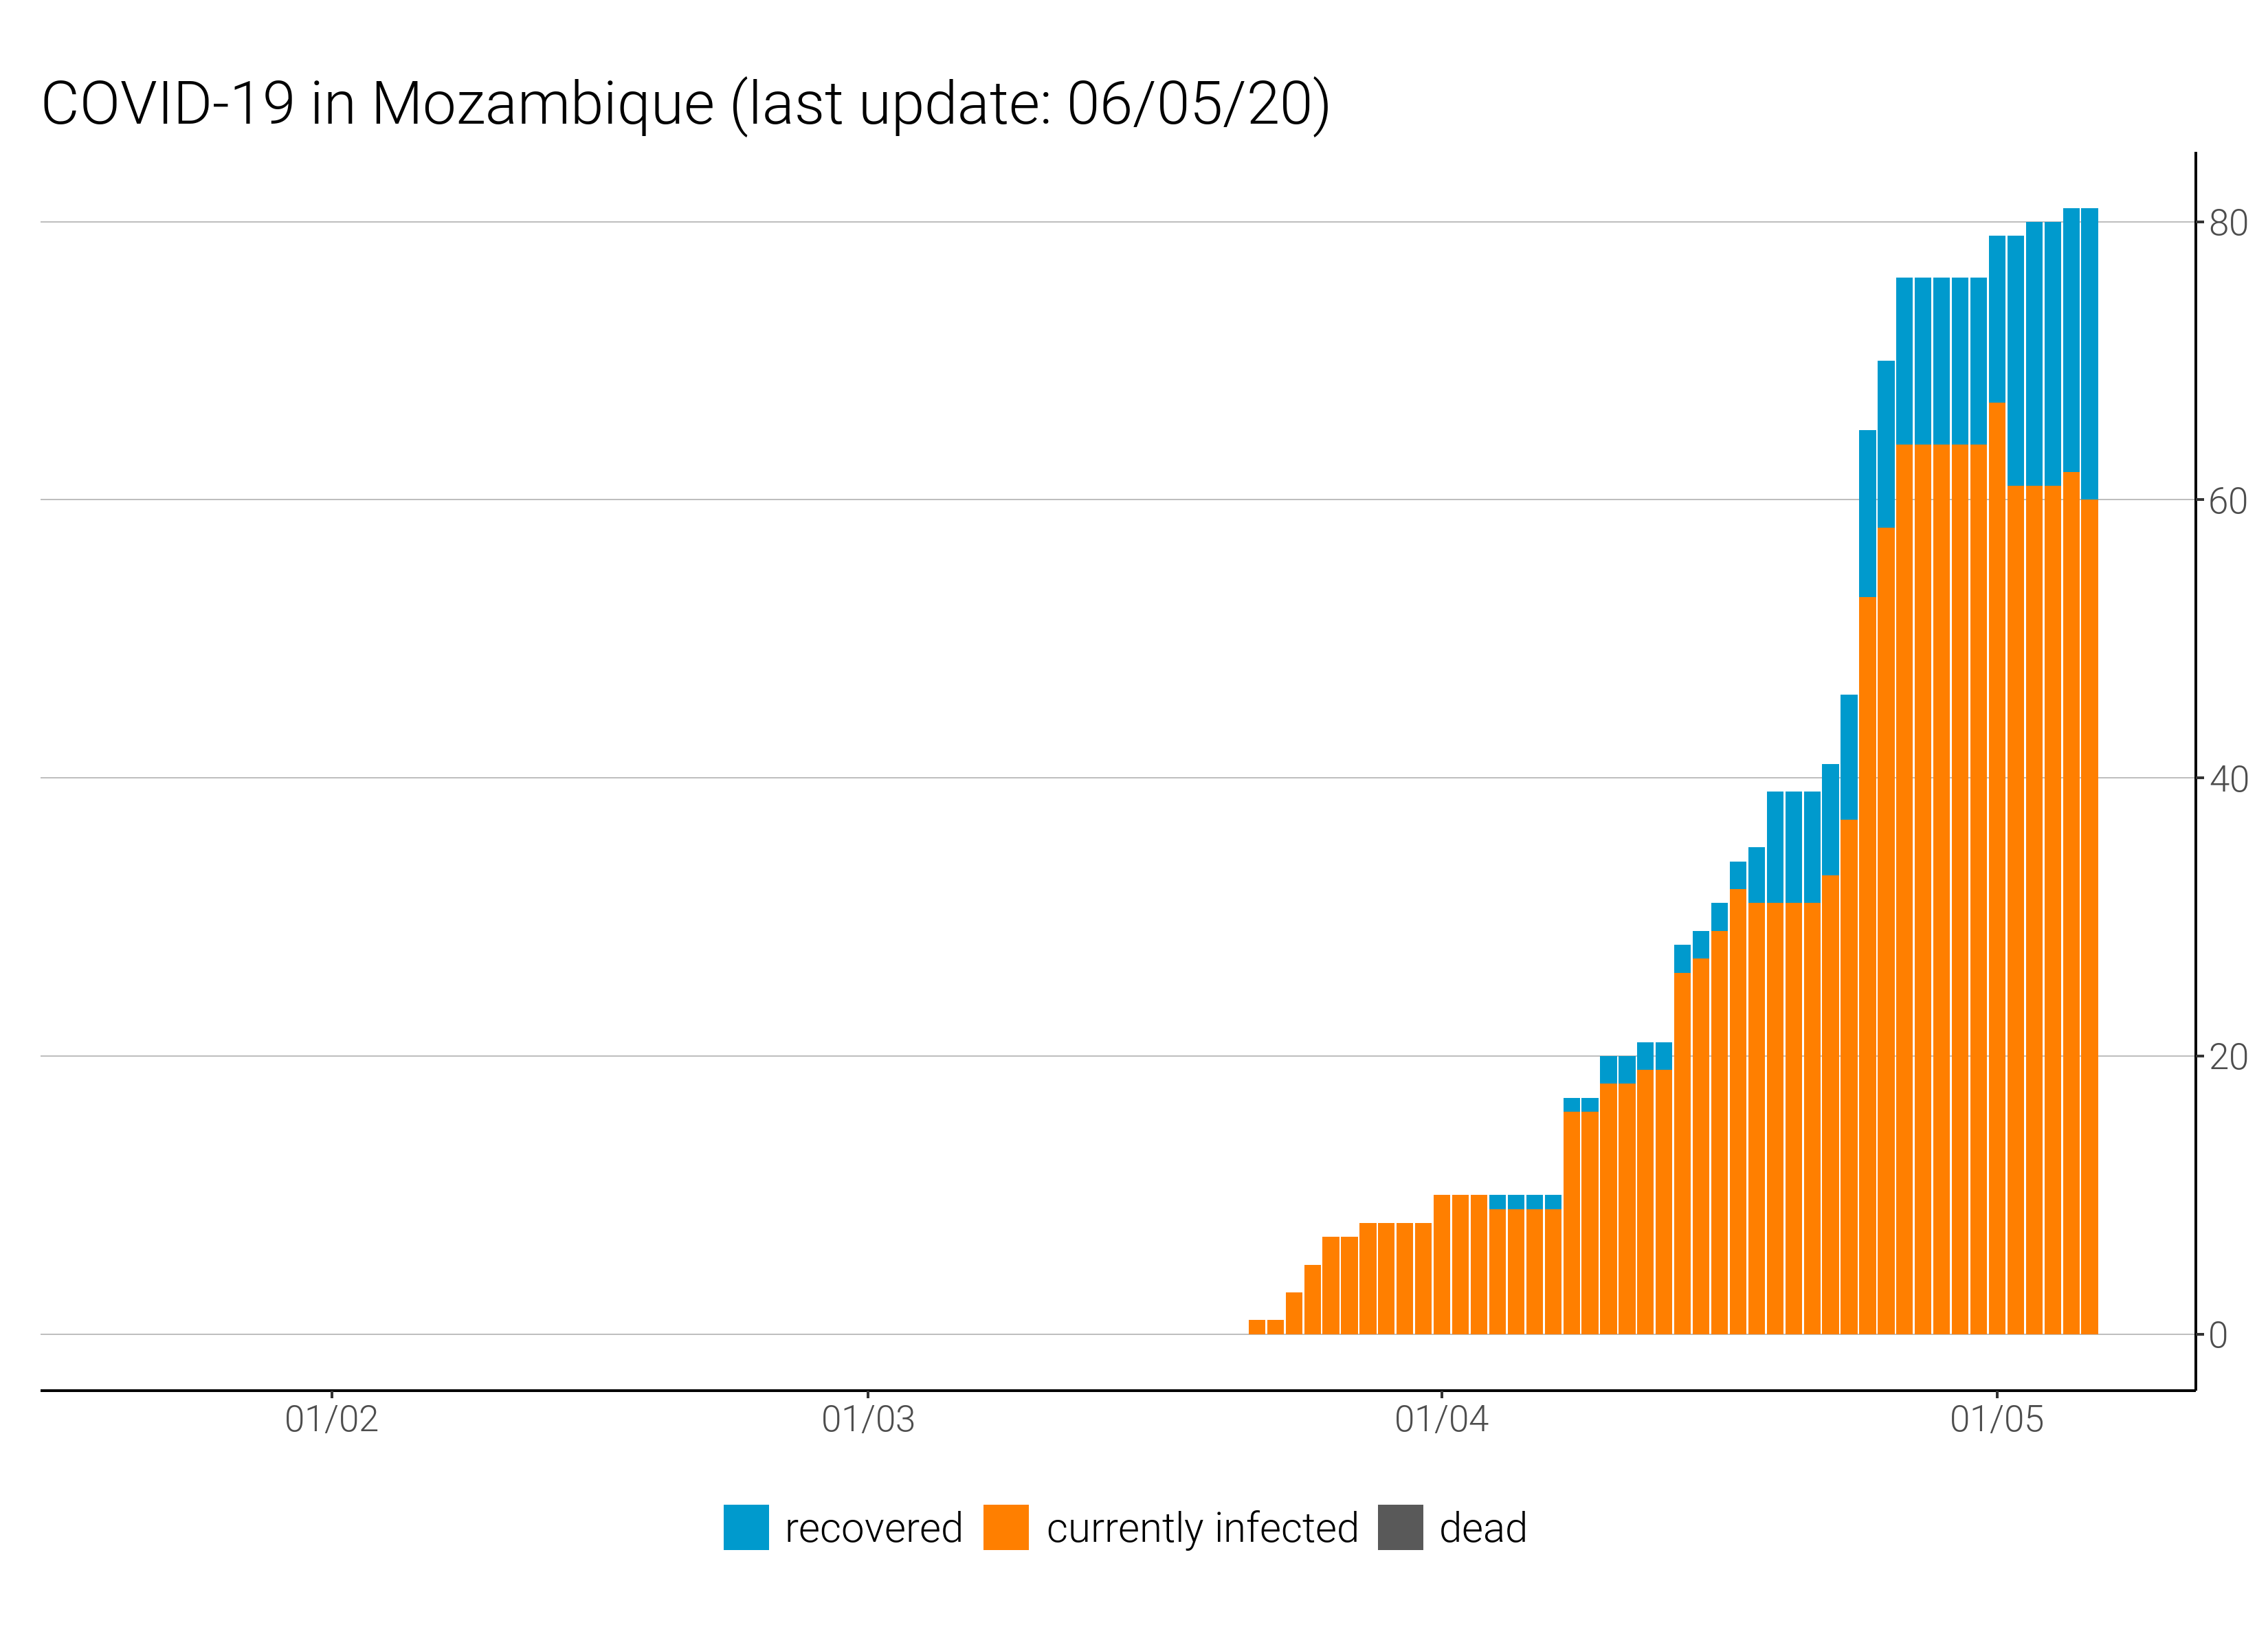 COVID-19 in Mozambique (last update: 06/05/20)
80
60
40
20
0
01/02 01/03 01/04 01/05
recovered currently infected dead